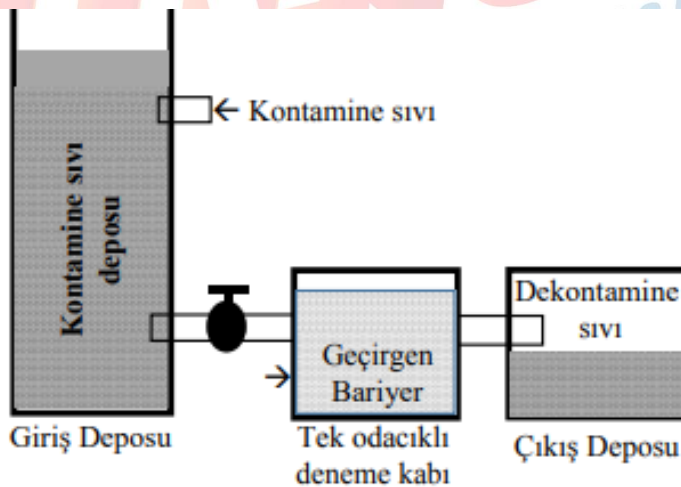 ← Kontamine sıvı
Kontamine sıvı
deposu
Dekontamine
sıvı
Geçirgen
Bariyer
→
Giriş Deposu
Tek odacıklı
deneme kabı
Çıkış Deposu